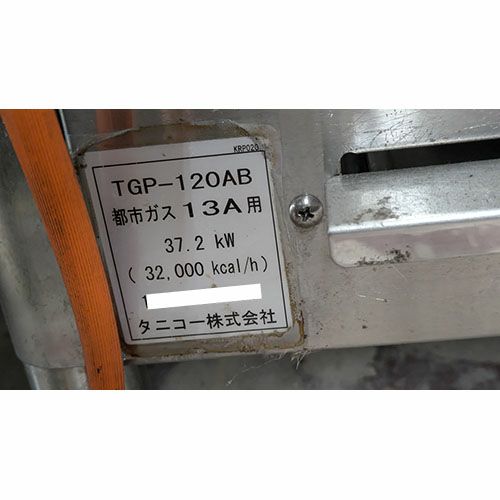 KRP020
TGP-120AB
都市ガス 13A用
37.2 kW
( 32,000 kcal/h)
タニコー株式会社